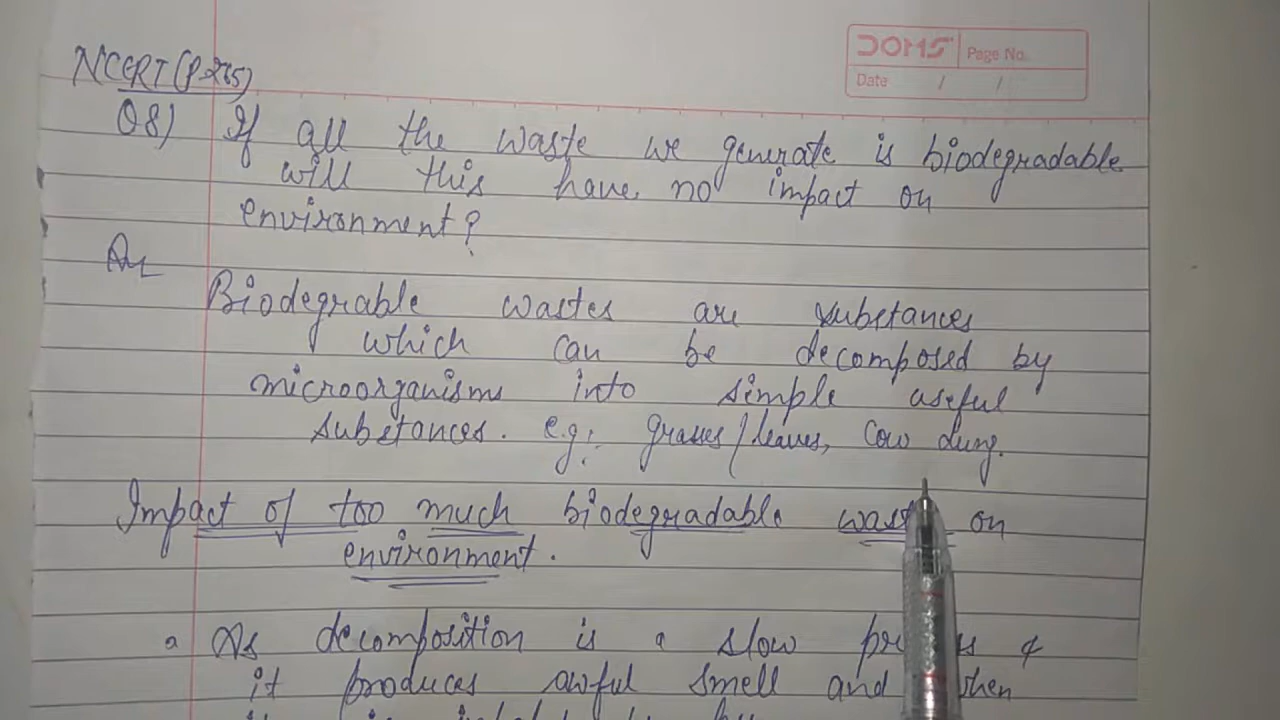 DOMS Page No.
Date / /
NCERT (P-275)
Q8) If all the waste we generate is biodegradable
will this have no impact on
environment?
Biodegrable wastes are substances
which can be decomposed by
microorganisms into simple useful
substances. e.g:- grasses/leaves, cow dung.
Impact of too much biodegradable on
environment.
a As decomposition is a slow &
it produces awful smell and when